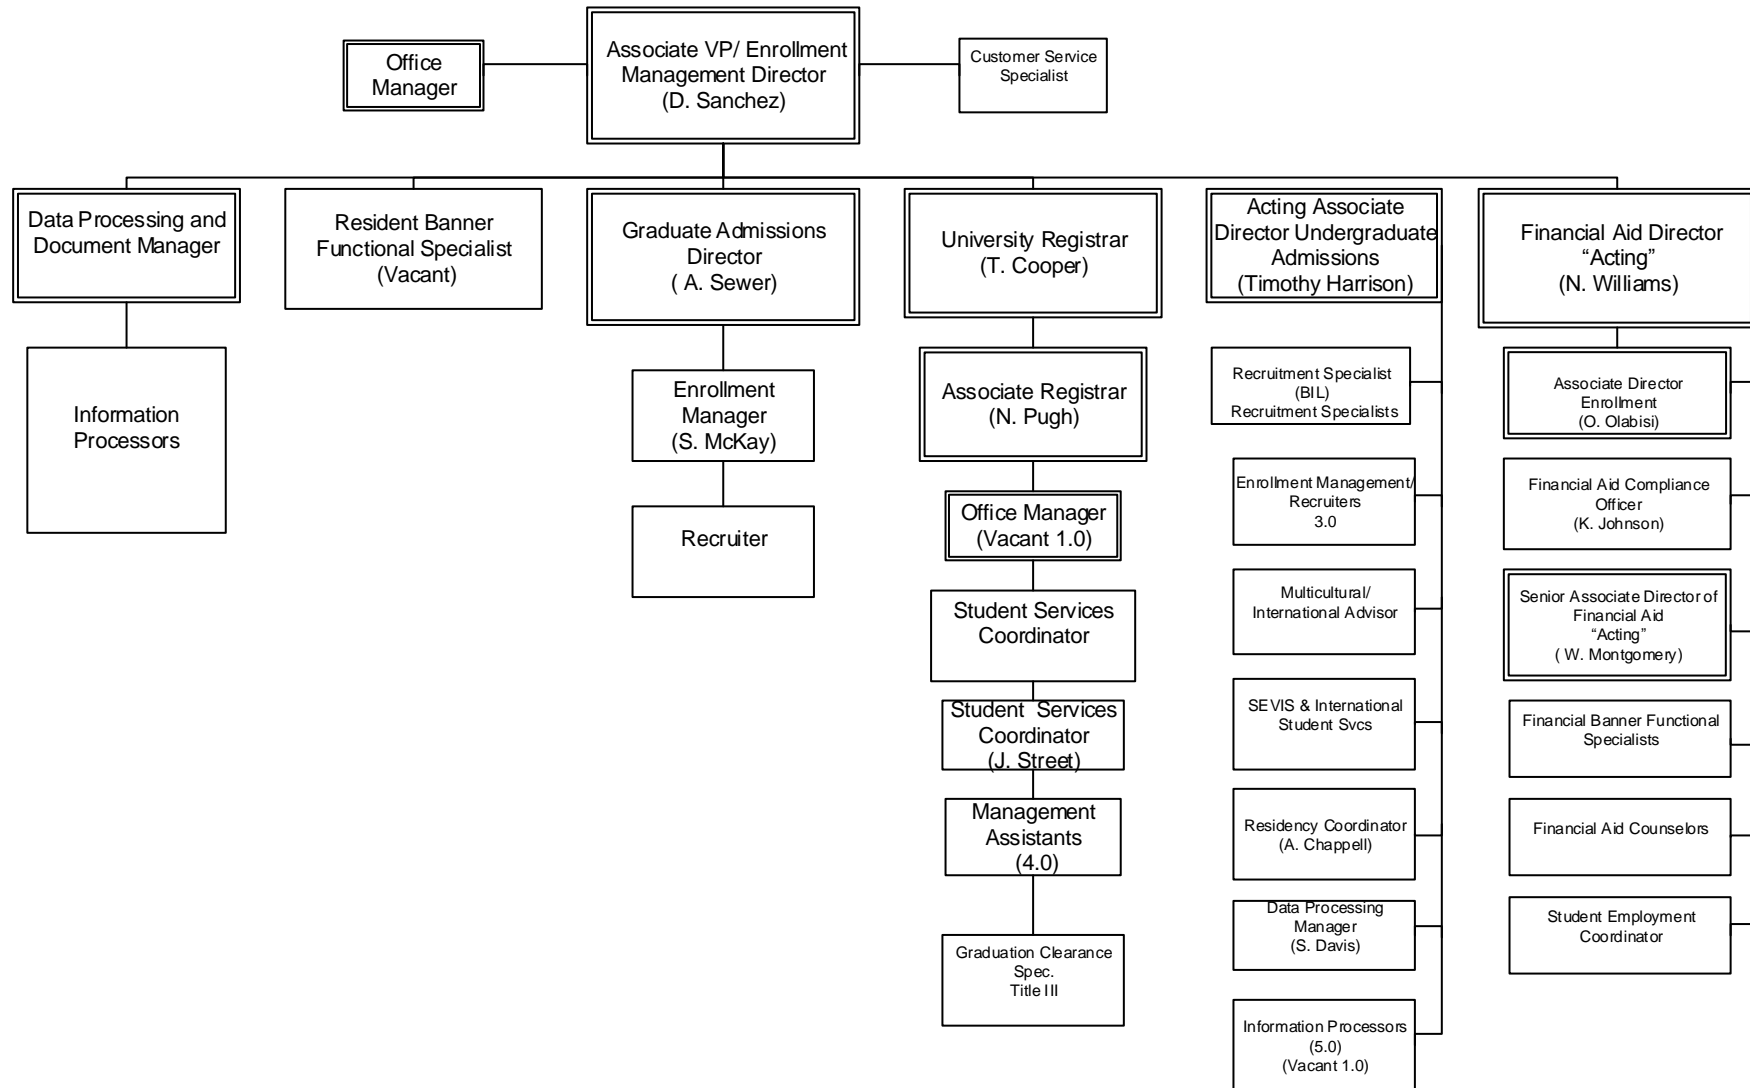 Office
Manager
Associate VP/ Enrollment
Management Director
(D. Sanchez)
Customer Service
Specialist
Data Processing and
Document Manager
Information
Processors
Resident Banner
Functional Specialist
(Vacant)
Graduate Admissions
Director
( A. Sewer)
Enrollment
Manager
(S. McKay)
Recruiter
University Registrar
(T. Cooper)
Associate Registrar
(N. Pugh)
Office Manager
(Vacant 1.0)
Student Services
Coordinator
Student  Services
Coordinator
(J. Street)
Management
Assistants
(4.0)
Graduation Clearance
Spec.
Title III
Acting Associate
Director Undergraduate
Admissions
(Timothy Harrison)
Recruitment Specialist
(BIL)
Recruitment Specialists
Enrollment Management/
Recruiters
3.0
Multicultural/
International Advisor
SEVIS & International
Student Svcs
Residency Coordinator
(A. Chappell)
Data Processing
Manager
(S. Davis)
Information Processors
(5.0)
(Vacant 1.0)
Financial Aid Director
“Acting”
(N. Williams)
Associate Director
Enrollment
(O. Olabisi)
Financial Aid Compliance
Officer
(K. Johnson)
Senior Associate Director of
Financial Aid
“Acting”
( W. Montgomery)
Financial Banner Functional
Specialists
Financial Aid Counselors
Student Employment
Coordinator